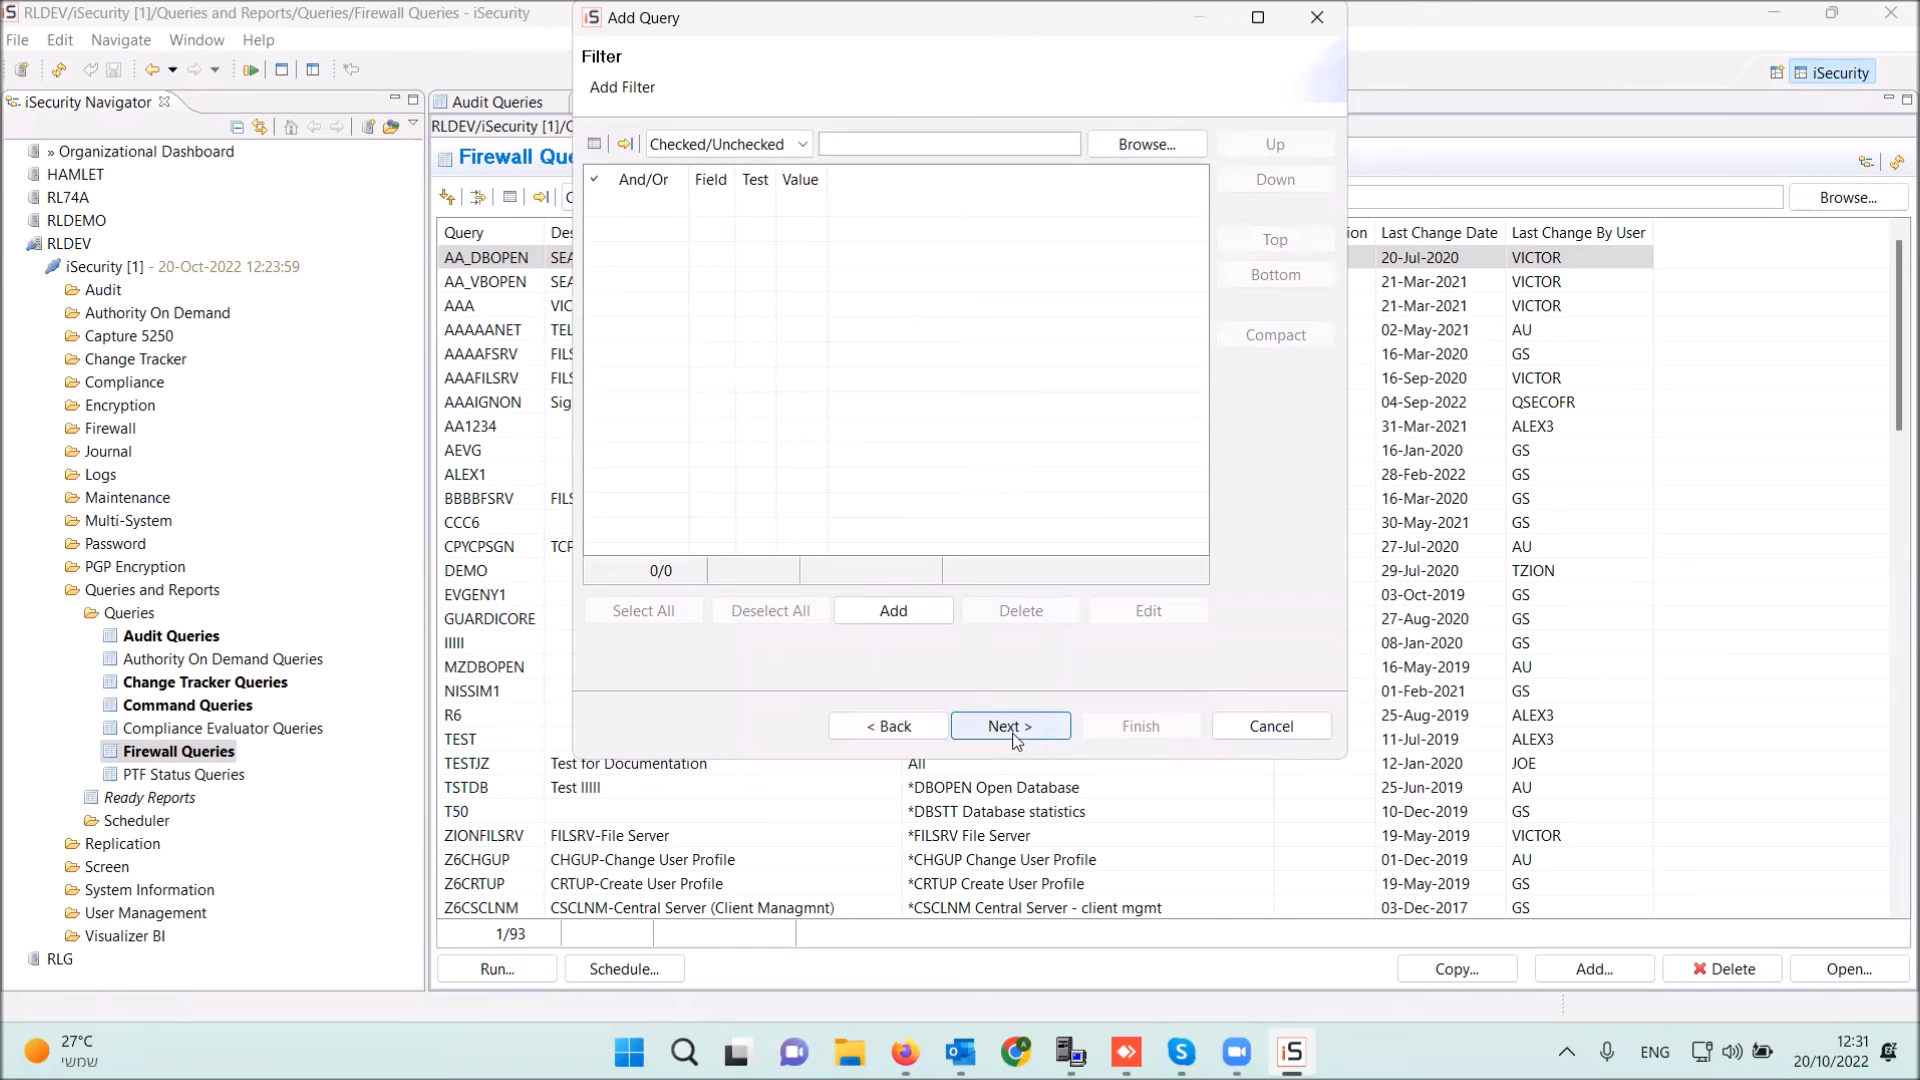 RLDEV/iSecurity [1]/Queries and Reports/Queries/Firewall Queries - iSecurity
File Edit Navigate Window Help
iSecurity
iSecurity Navigator
» Organizational Dashboard
HAMLET
RL74A
RLDEMO
RLDEV
iSecurity [1] - 20-Oct-2022 12:23:59
Audit
Authority On Demand
Capture 5250
Change Tracker
Compliance
Encryption
Firewall
Journal
Logs
Maintenance
Multi-System
Password
PGP Encryption
Queries and Reports
Queries
Audit Queries
Authority On Demand Queries
Change Tracker Queries
Command Queries
Compliance Evaluator Queries
Firewall Queries
PTF Status Queries
Ready Reports
Scheduler
Replication
Screen
System Information
User Management
Visualizer BI
RLG
Add Query
Filter
Add Filter
Checked/Unchecked Browse...
And/Or Field Test Value
Up
Down
Top
Bottom
Compact
0/0
Select All Deselect All Add Delete Edit
< Back Next > Finish Cancel
Audit Queries
RLDEV/iSecurity [1]/
Firewall Que
Browse...
Query Des ion Last Change Date Last Change By User
AA_DBOPEN SEA 20-Jul-2020 VICTOR
AA_VBOPEN SEA 21-Mar-2021 VICTOR
AAA VIC 21-Mar-2021 VICTOR
AAAAANET TEL 02-May-2021 AU
AAAAFSRV FILS 16-Mar-2020 GS
AAAFILSRV FILS 16-Sep-2020 VICTOR
AAAIGNON Sig 04-Sep-2022 QSECOFR
AA1234 31-Mar-2021 ALEX3
AEVG 16-Jan-2020 GS
ALEX1 28-Feb-2022 GS
BBBBFSRV FILS 16-Mar-2020 GS
CCC6 30-May-2021 GS
CPYCPSGN TCP 27-Jul-2020 AU
DEMO 29-Jul-2020 TZION
EVGENY1 03-Oct-2019 GS
GUARDICORE 27-Aug-2020 GS
IIIII 08-Jan-2020 GS
MZDBOPEN 16-May-2019 AU
NISSIM1 01-Feb-2021 GS
R6 25-Aug-2019 ALEX3
TEST 11-Jul-2019 ALEX3
TESTJZ Test for Documentation All 12-Jan-2020 JOE
TSTDB Test IIIII *DBOPEN Open Database 25-Jun-2019 AU
T50 *DBSTT Database statistics 10-Dec-2019 GS
ZIONFILSRV FILSRV-File Server *FILSRV File Server 19-May-2019 VICTOR
Z6CHGUP CHGUP-Change User Profile *CHGUP Change User Profile 01-Dec-2019 AU
Z6CRTUP CRTUP-Create User Profile *CRTUP Create User Profile 19-May-2019 GS
Z6CSCLNM CSCLNM-Central Server (Client Managmnt) *CSCLNM Central Server - client mgmt 03-Dec-2017 GS
1/93
Run... Schedule... Copy... Add... Delete Open...
27°C
שמשי
ENG
12:31
20/10/2022